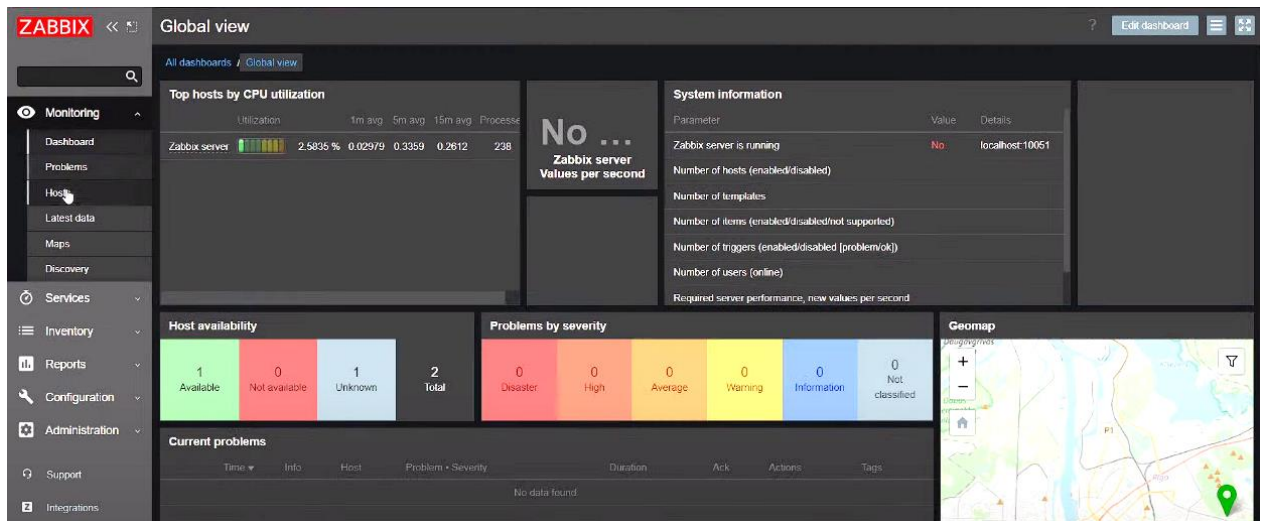 ZABBIX
Global view
?
Edit dashboard
All dashboards / Global view
Monitoring
Dashboard
Problems
Latest data
Maps
Discovery
Services
Inventory
Reports
Configuration
Administration
Support
Z Integrations
Top hosts by CPU utilization
Utilization 1m avg 5m avg 15m avg Processe
Zabbix server 2.5835 % 0.02979 0.3359 0.2612 238
No ...
Zabbix server
Values per second
System information
Parameter Value Details
Zabbix server is running No localhost:10051
Number of hosts (enabled/disabled)
Number of templates
Number of items (enabled/disabled/not supported)
Number of triggers (enabled/disabled [problem/ok])
Number of users (online)
Required server performance, new values per second
Host availability
1 0 1 2
Available Not available Unknown Total
Problems by severity
0 0 0 0 0 0
Disaster High Average Warning Information Not
classified
Geomap
Daugavgrīvas
+
−
P1
Current problems
Time ▼ Info Host Problem • Severity Duration Ack Actions Tags
No data found